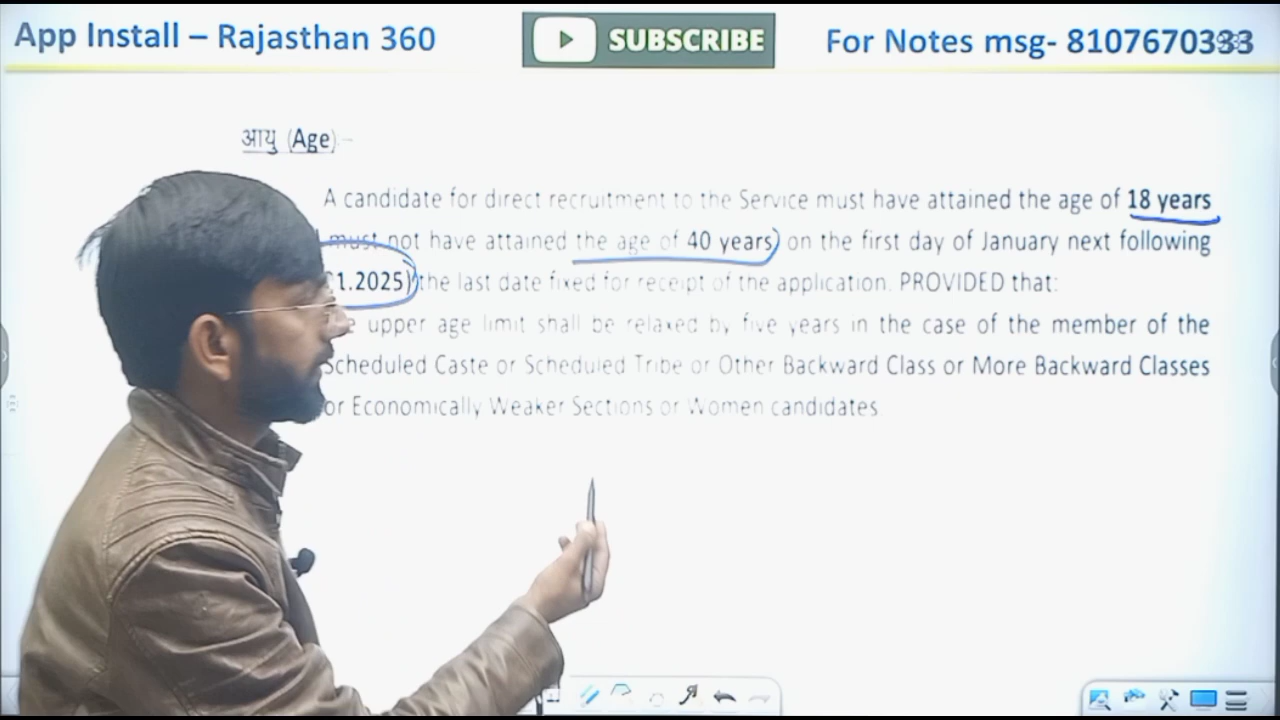 App Install – Rajasthan 360
SUBSCRIBE
For Notes msg- 8107670333
आयु (Age):-
A candidate for direct recruitment to the Service must have attained the age of 18 years
must not have attained the age of 40 years) on the first day of January next following
1.2025) the last date fixed for receipt of the application. PROVIDED that:
upper age limit shall be relaxed by five years in the case of the member of the
Scheduled Caste or Scheduled Tribe or Other Backward Class or More Backward Classes
or Economically Weaker Sections or Women candidates.